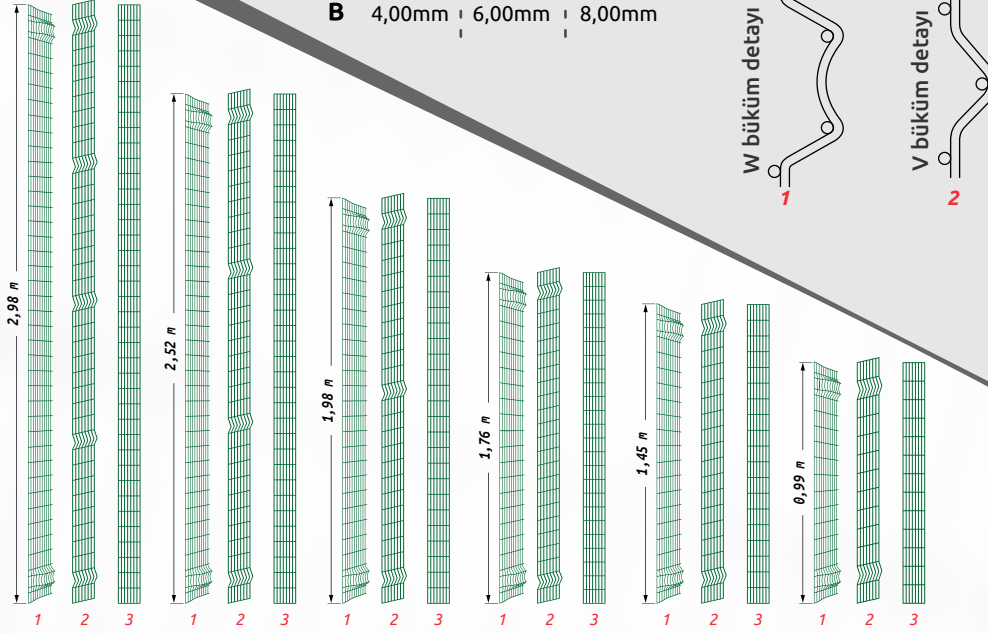 B 4,00mm 6,00mm 8,00mm
W büküm detayı
1
V büküm detayı
2
2,98 m
2,52 m
1,98 m
1,76 m
1,45 m
0,99 m
1 2 3 1 2 3 1 2 3 1 2 3 1 2 3 1 2 3